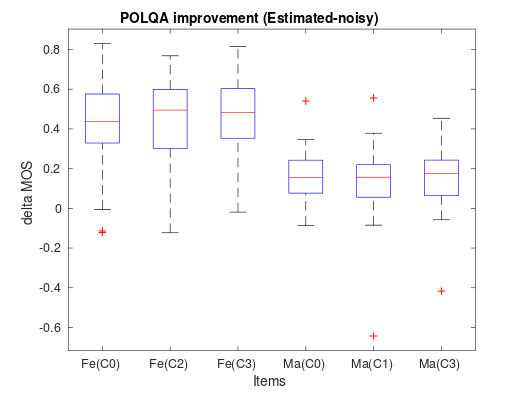 POLQA improvement (Estimated-noisy)
0.8
0.6
0.4
0.2
0
-0.2
-0.4
-0.6
delta MOS
Fe(C0) Fe(C2) Fe(C3) Ma(C0) Ma(C1) Ma(C3)
Items